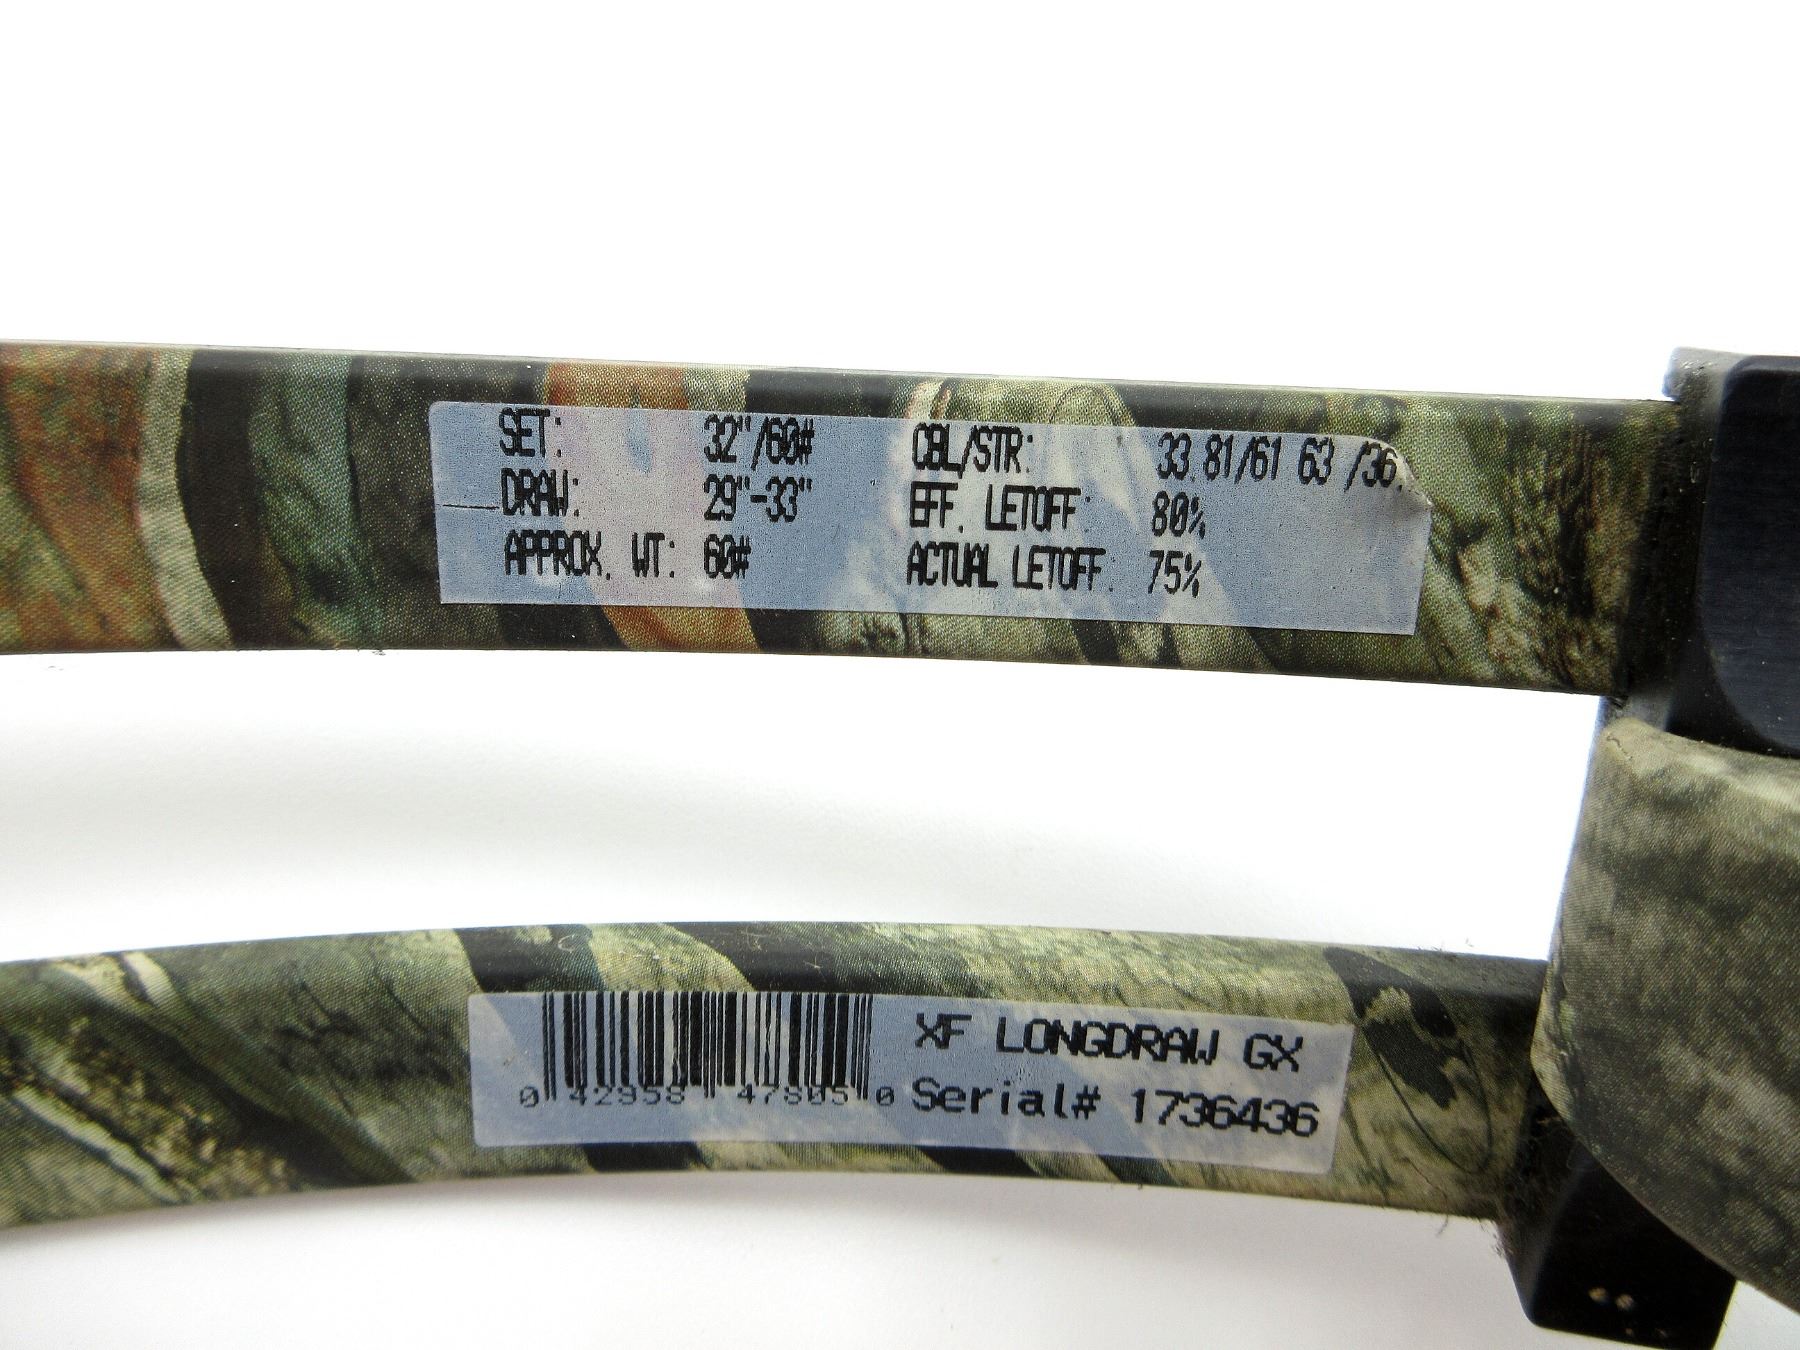 SET: 32"/60# CBL/STR: 33.81/61.63 /36.
DRAW: 29"-33" EFF. LETOFF: 80%
APPROX. WT: 60# ACTUAL LETOFF: 75%
XF LONGDRAW GX
0 42958 47805 0 Serial# 1736436